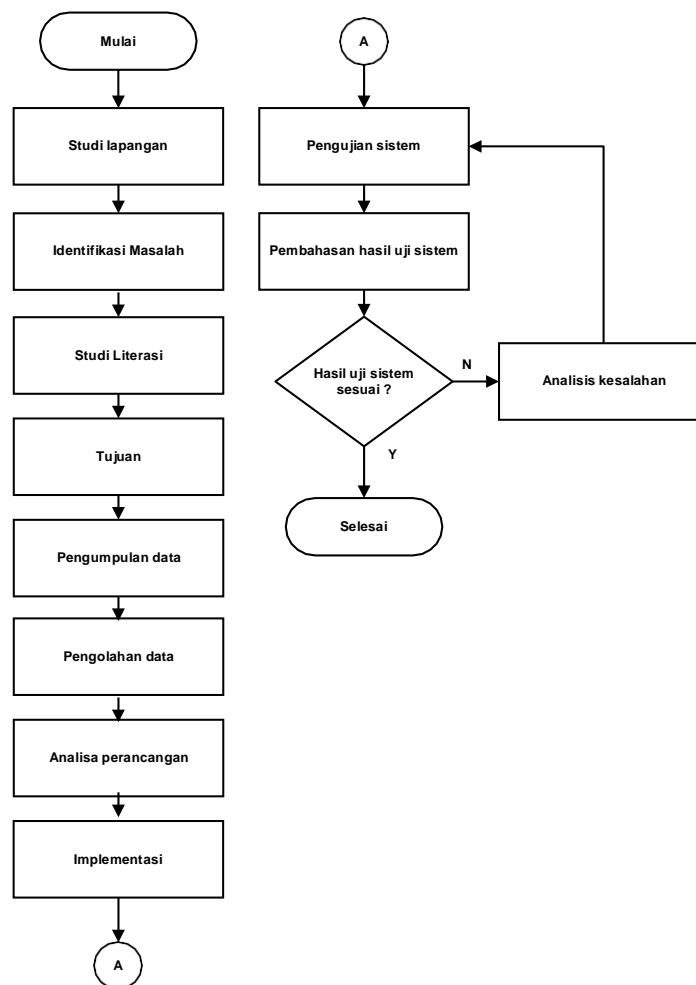 Mulai
Studi lapangan
Identifikasi Masalah
Studi Literasi
Tujuan
Pengumpulan data
Pengolahan data
Analisa perancangan
Implementasi
A
A
Pengujian sistem
Pembahasan hasil uji sistem
Hasil uji sistem
sesuai ?
N
Analisis kesalahan
Y
Selesai